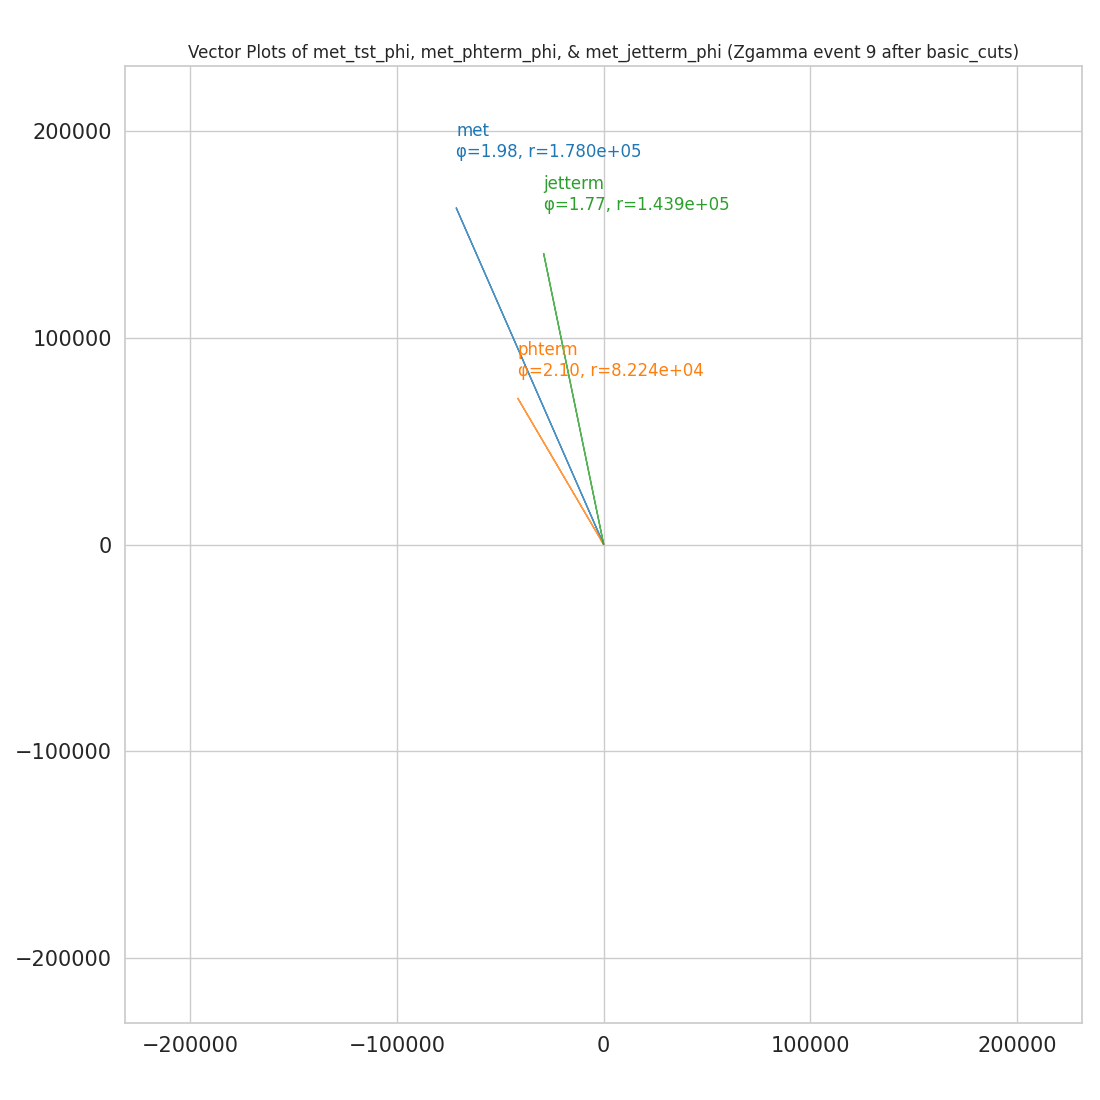 Vector Plots of met_tst_phi, met_phterm_phi, & met_jetterm_phi (Zgamma event 9 after basic_cuts)
200000
met
φ=1.98, r=1.780e+05
jetterm
φ=1.77, r=1.439e+05
100000
phterm
φ=2.10, r=8.224e+04
0
−100000
−200000
−200000 −100000 0 100000 200000